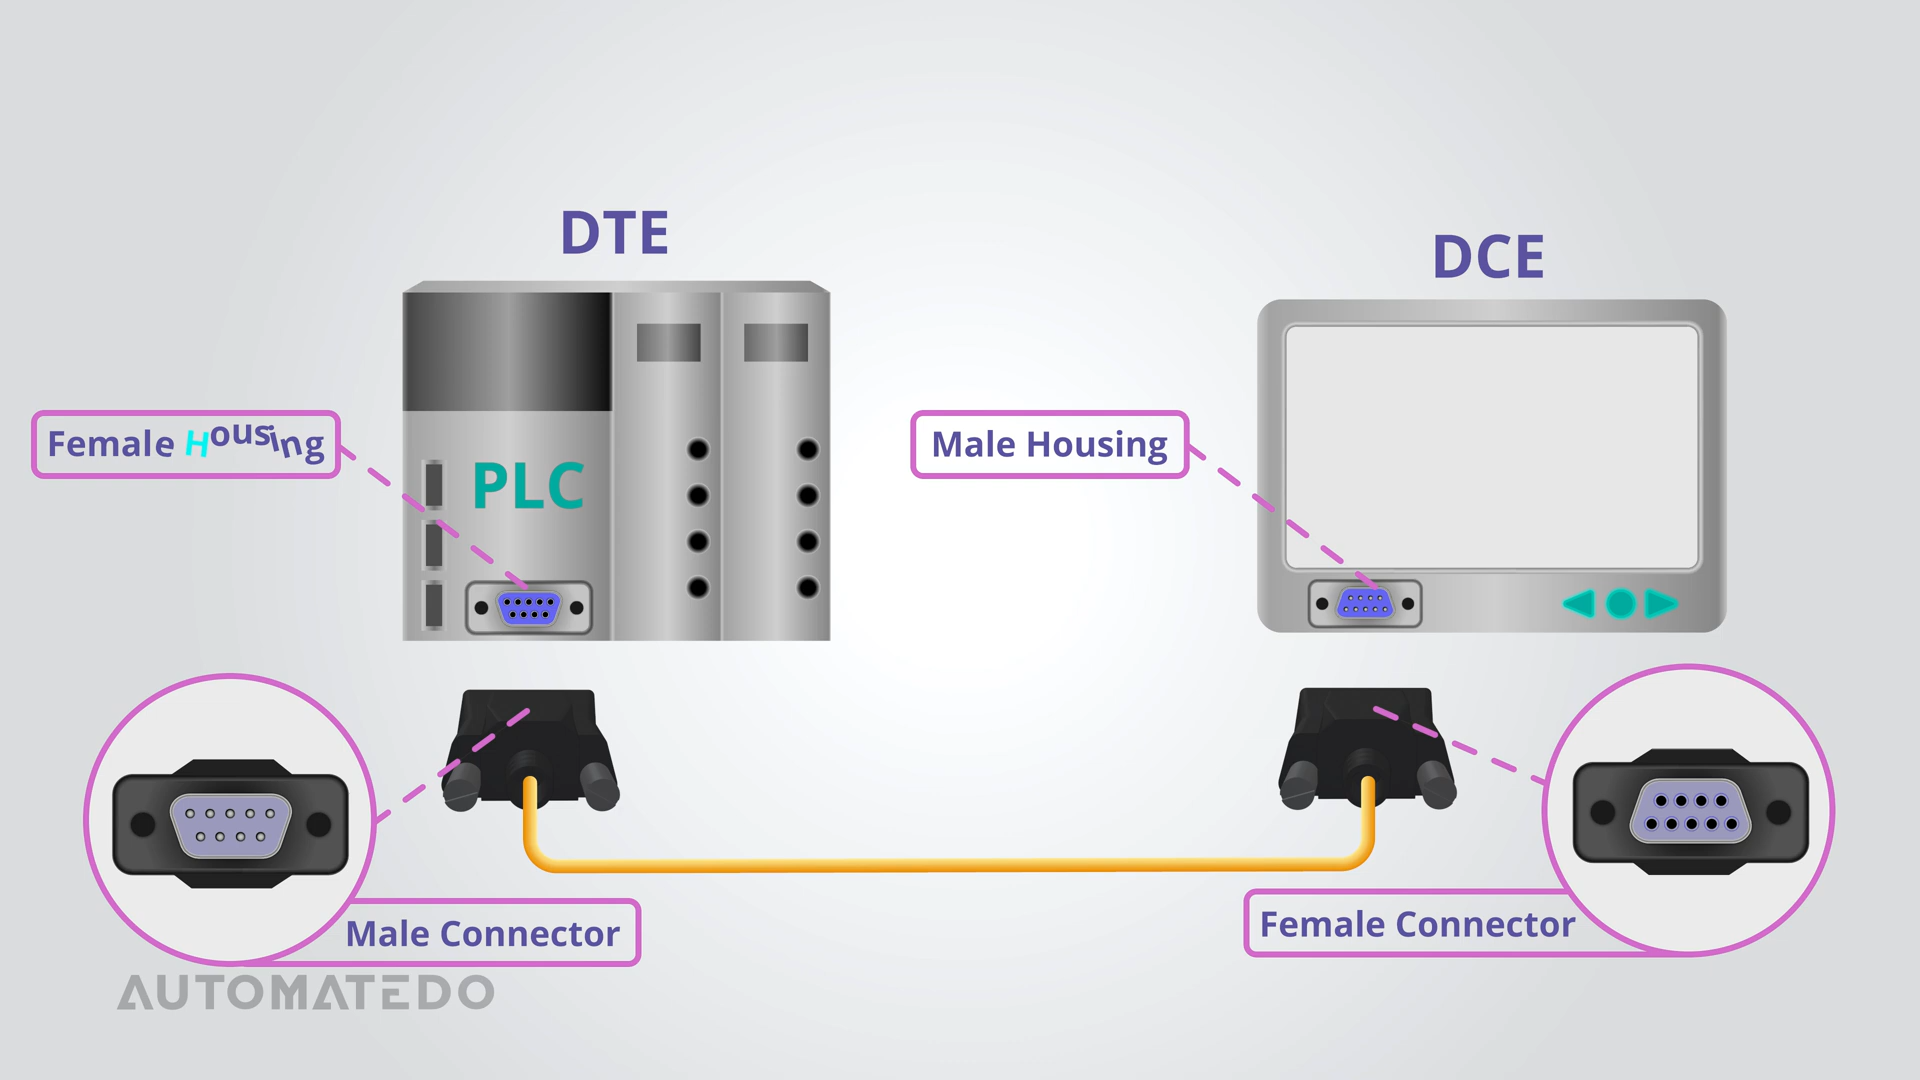 DTE
DCE
Female Housing
Male Housing
PLC
Male Connector
Female Connector
AUTOMATEDO